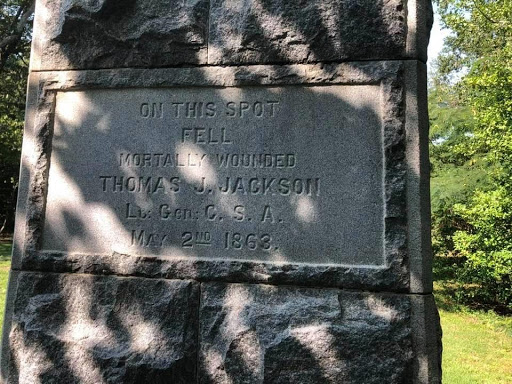 ON THIS SPOT
FELL
MORTALLY WOUNDED
THOMAS J. JACKSON
Lt. Gen. C. S. A.
MAY 2ND 1863.